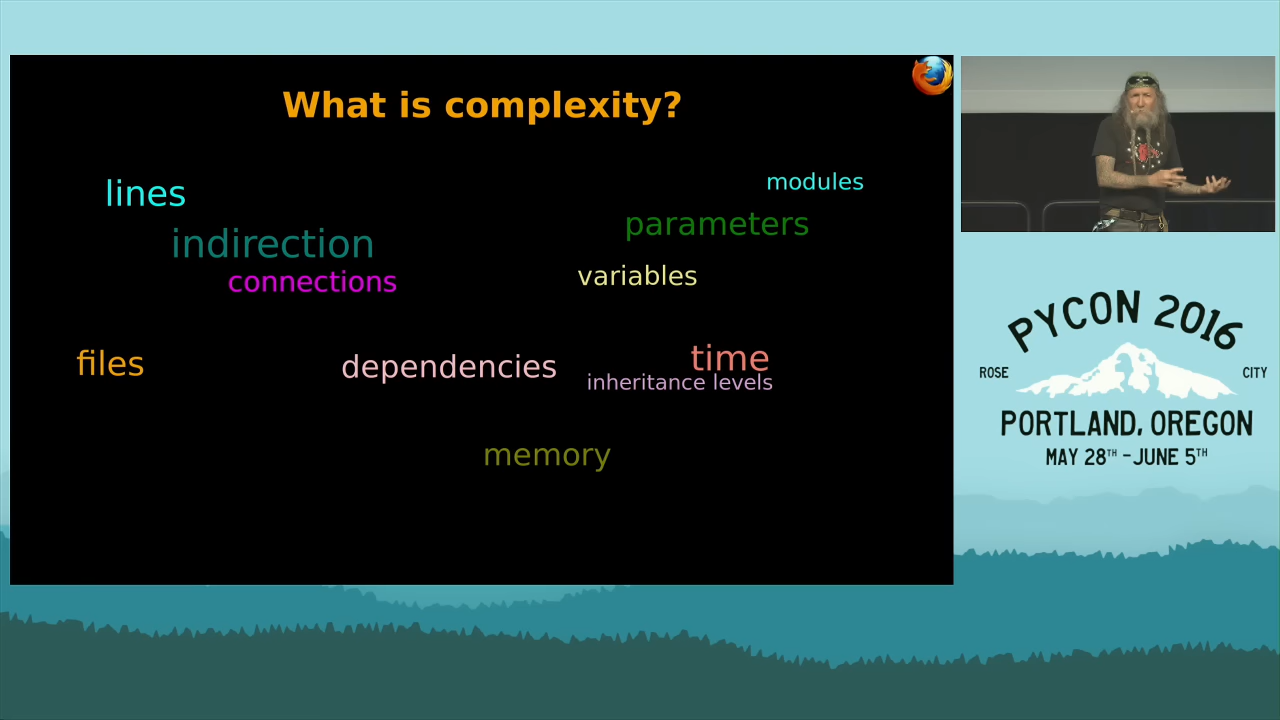 What is complexity?
lines
modules
indirection
parameters
connections
variables
files
dependencies
time
inheritance levels
memory
PYCON 2016
ROSE
CITY
PORTLAND, OREGON
MAY 28TH - JUNE 5TH